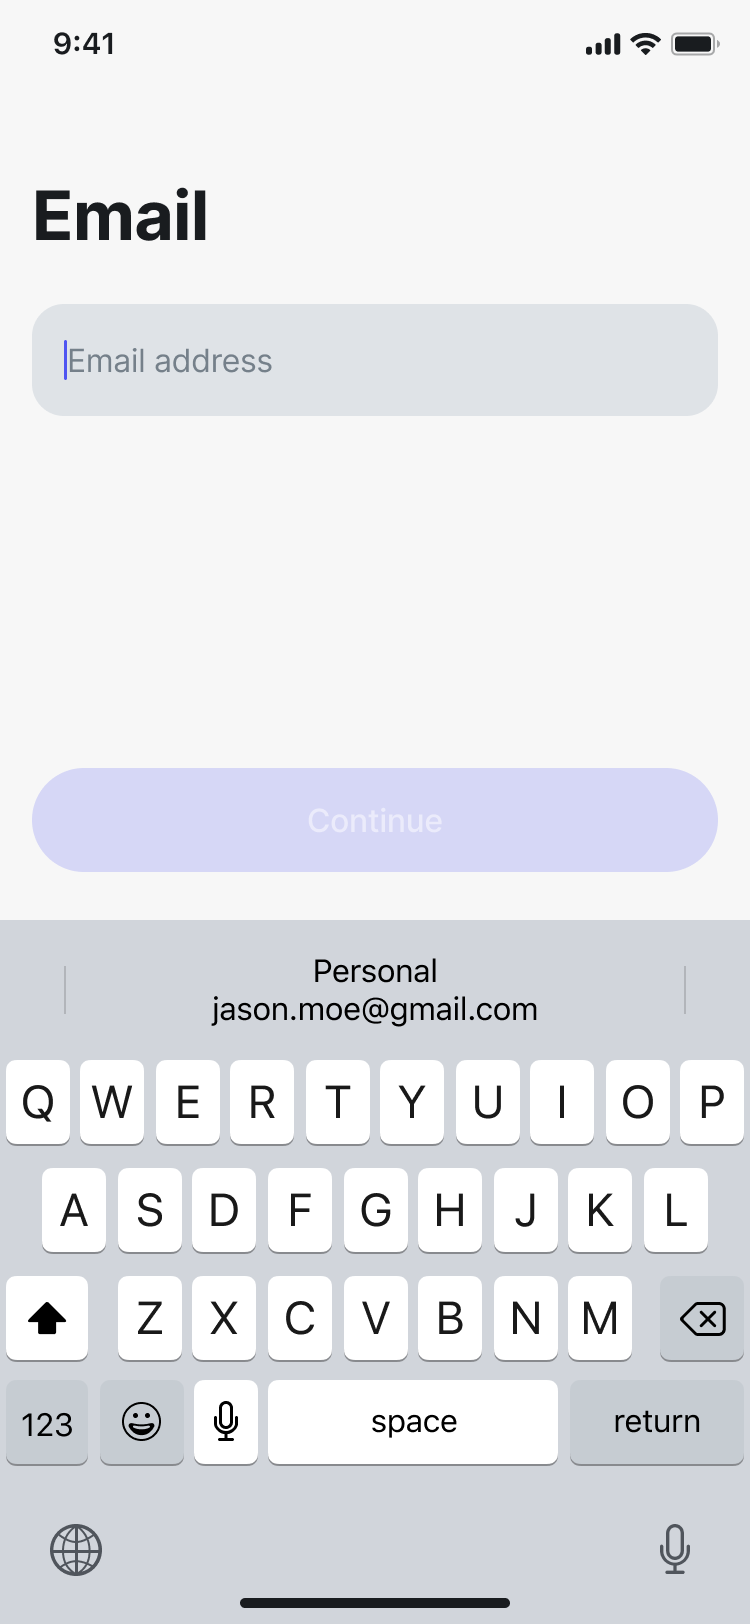 9:41
Email
Email address
Continue
Personal
jason.moe@gmail.com
Q W E R T Y U I O P
A S D F G H J K L
Z X C V B N M
123 space return